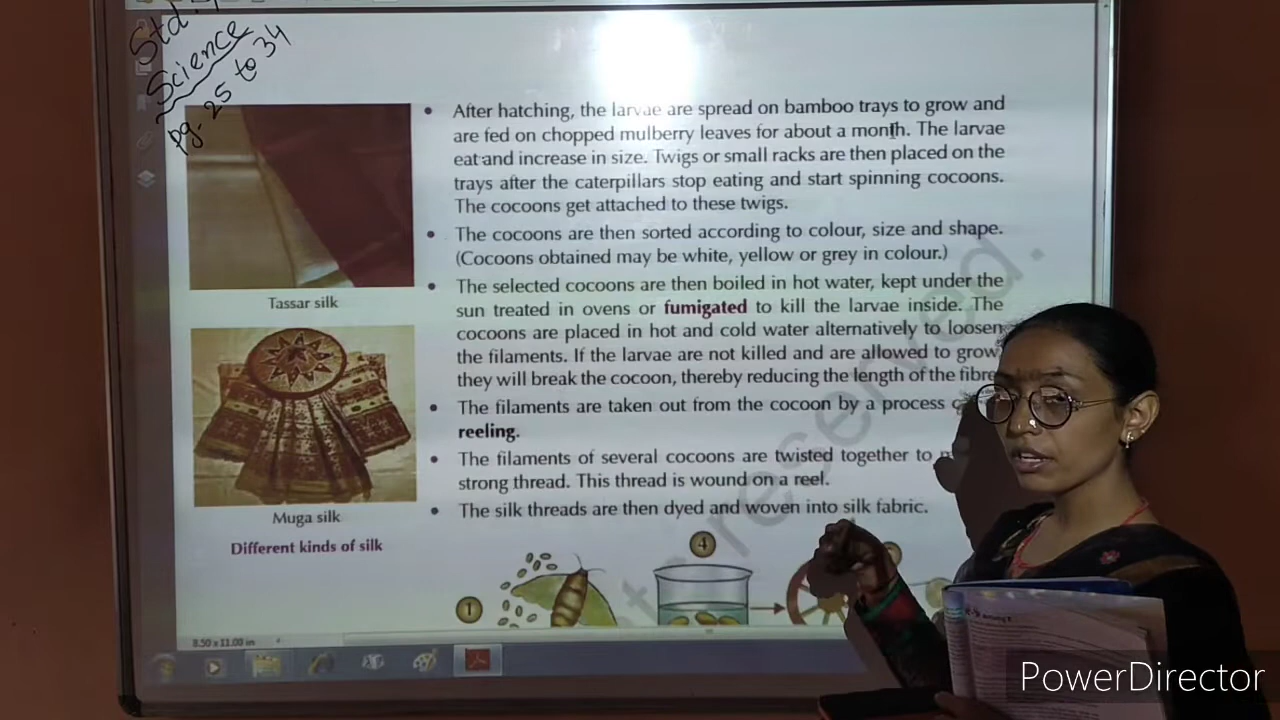 Std.
Science
pg. 25 to 34
• After hatching, the larvae are spread on bamboo trays to grow and
are fed on chopped mulberry leaves for about a month. The larvae
eat and increase in size. Twigs or small racks are then placed on the
trays after the caterpillars stop eating and start spinning cocoons.
The cocoons get attached to these twigs.
• The cocoons are then sorted according to colour, size and shape.
(Cocoons obtained may be white, yellow or grey in colour.)
• The selected cocoons are then boiled in hot water, kept under the
sun treated in ovens or fumigated to kill the larvae inside. The
cocoons are placed in hot and cold water alternatively to loosen
the filaments. If the larvae are not killed and are allowed to grow
they will break the cocoon, thereby reducing the length of the fibre
• The filaments are taken out from the cocoon by a process
reeling.
• The filaments of several cocoons are twisted together to
strong thread. This thread is wound on a reel.
• The silk threads are then dyed and woven into silk fabric.
Tassar silk
Muga silk
Different kinds of silk
1
4
reserved.
8.50 x 11.00 in
PowerDirector